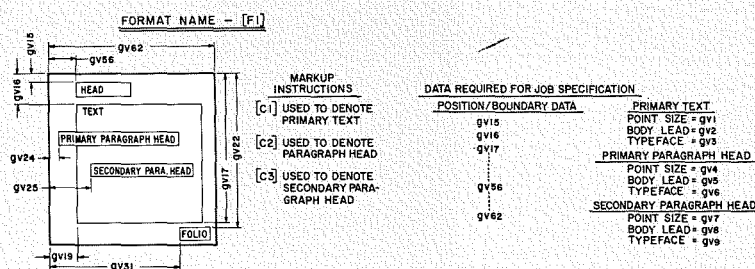 FORMAT NAME - [F1]
gv62
gv56
gv15
gv16
HEAD
TEXT
PRIMARY PARAGRAPH HEAD
gv24
SECONDARY PARA. HEAD
gv25
gv17
gv22
FOLIO
gv19
gv31
MARKUP
INSTRUCTIONS
[C1] USED TO DENOTE
PRIMARY TEXT
[C2] USED TO DENOTE
PARAGRAPH HEAD
[C3] USED TO DENOTE
SECONDARY PARA-
GRAPH HEAD
DATA REQUIRED FOR JOB SPECIFICATION
POSITION/BOUNDARY DATA
gv15
gv16
gv17
gv56
gv62
PRIMARY TEXT
POINT SIZE = gv1
BODY LEAD = gv2
TYPEFACE = gv3
PRIMARY PARAGRAPH HEAD
POINT SIZE = gv4
BODY LEAD = gv5
TYPEFACE = gv6
SECONDARY PARAGRAPH HEAD
POINT SIZE = gv7
BODY LEAD = gv8
TYPEFACE = gv9